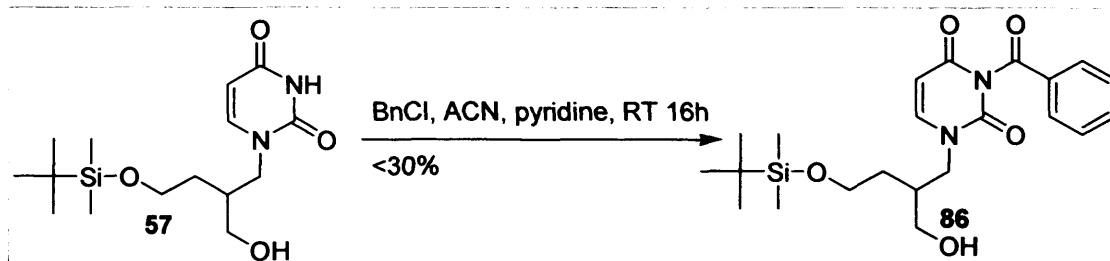 O
O
O
NH
N
N
O
N
O
BnCl, ACN, pyridine, RT 16h
<30%
Si
O
57
OH
Si
O
86
OH